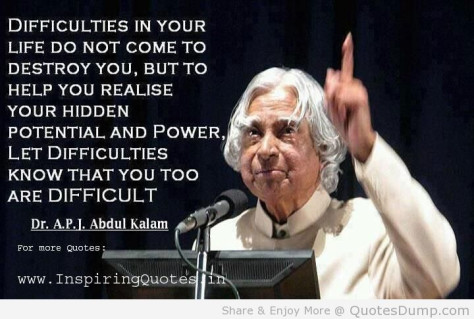 Difficulties in your
life do not come to
destroy you, but to
help you realise
your hidden
potential and Power,
Let Difficulties
know that you too
are DIFFICULT
Dr. A.P.J. Abdul Kalam
For more Quotes:
www.InspiringQuotes.in
Share & Enjoy More @ QuotesDump.com